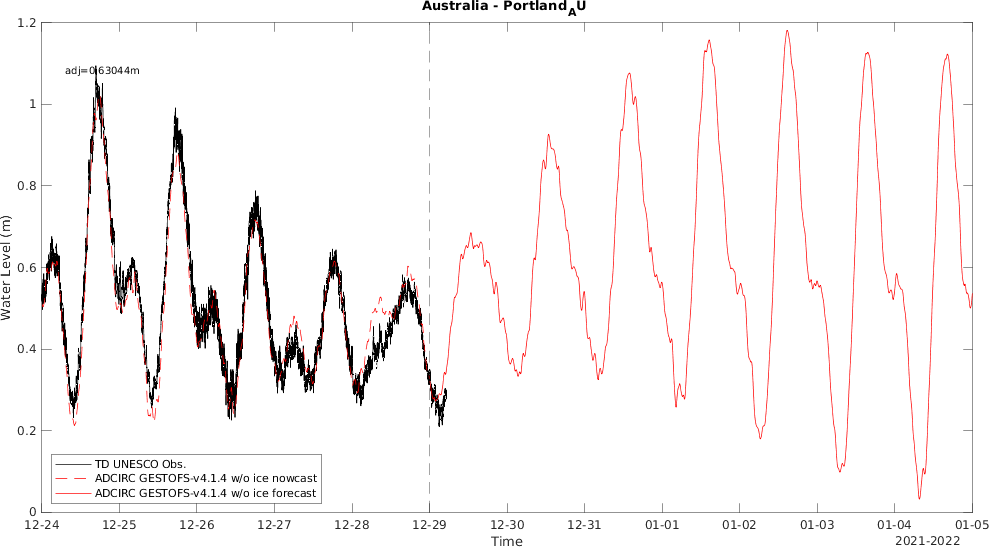 Australia - Portland_AU
1.2
adj=0.63044m
1
0.8
0.6
0.4
0.2
0
Water Level (m)
TD UNESCO Obs.
ADCIRC GESTOFS-v4.1.4 w/o ice nowcast
ADCIRC GESTOFS-v4.1.4 w/o ice forecast
12-24 12-25 12-26 12-27 12-28 12-29 12-30 12-31 01-01 01-02 01-03 01-04 01-05
Time
2021-2022